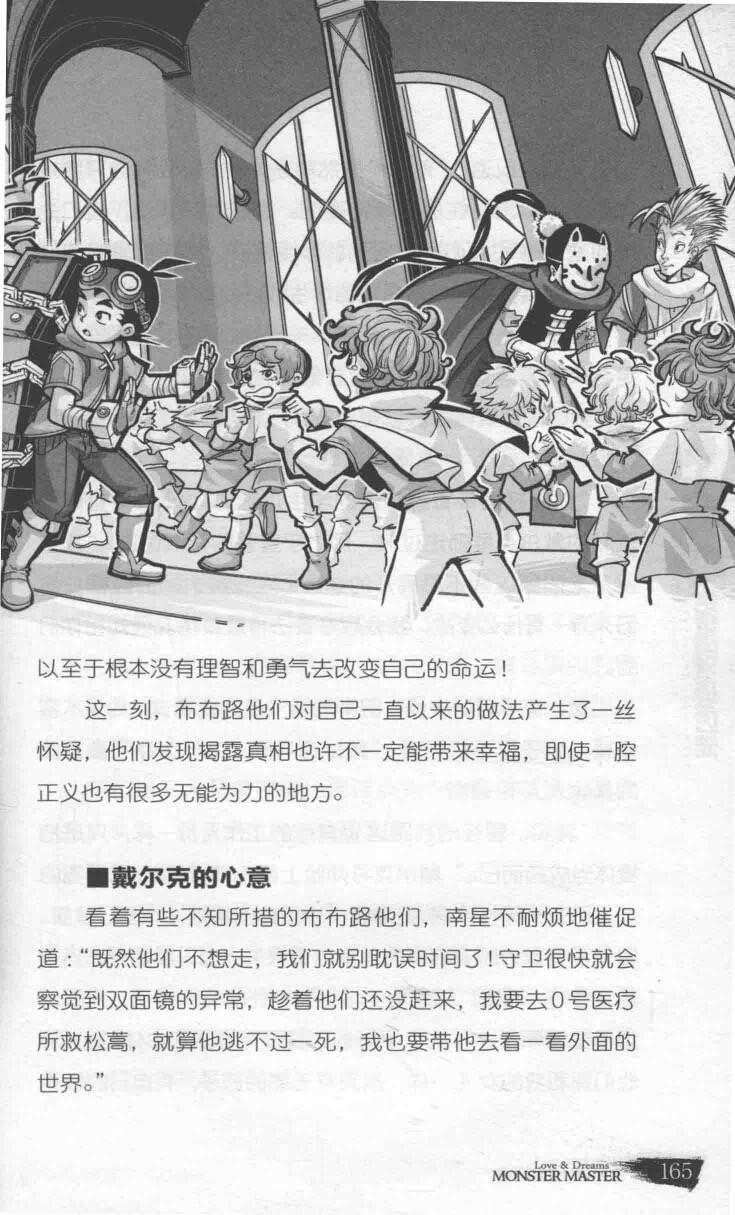 以至于根本没有理智和勇气去改变自己的命运！
这一刻，布布路他们对自己一直以来的做法产生了一丝
怀疑，他们发现揭露真相也许不一定能带来幸福，即使一腔
正义也有很多无能为力的地方。
■戴尔克的心意
看着有些不知所措的布布路他们，南星不耐烦地催促
道：“既然他们不想走，我们就别耽误时间了！守卫很快就会
察觉到双面镜的异常，趁着他们还没赶来，我要去0号医疗
所救松蒿，就算他逃不过一死，我也要带他去看一看外面的
世界。”
Love & Dreams
MONSTER MASTER 165